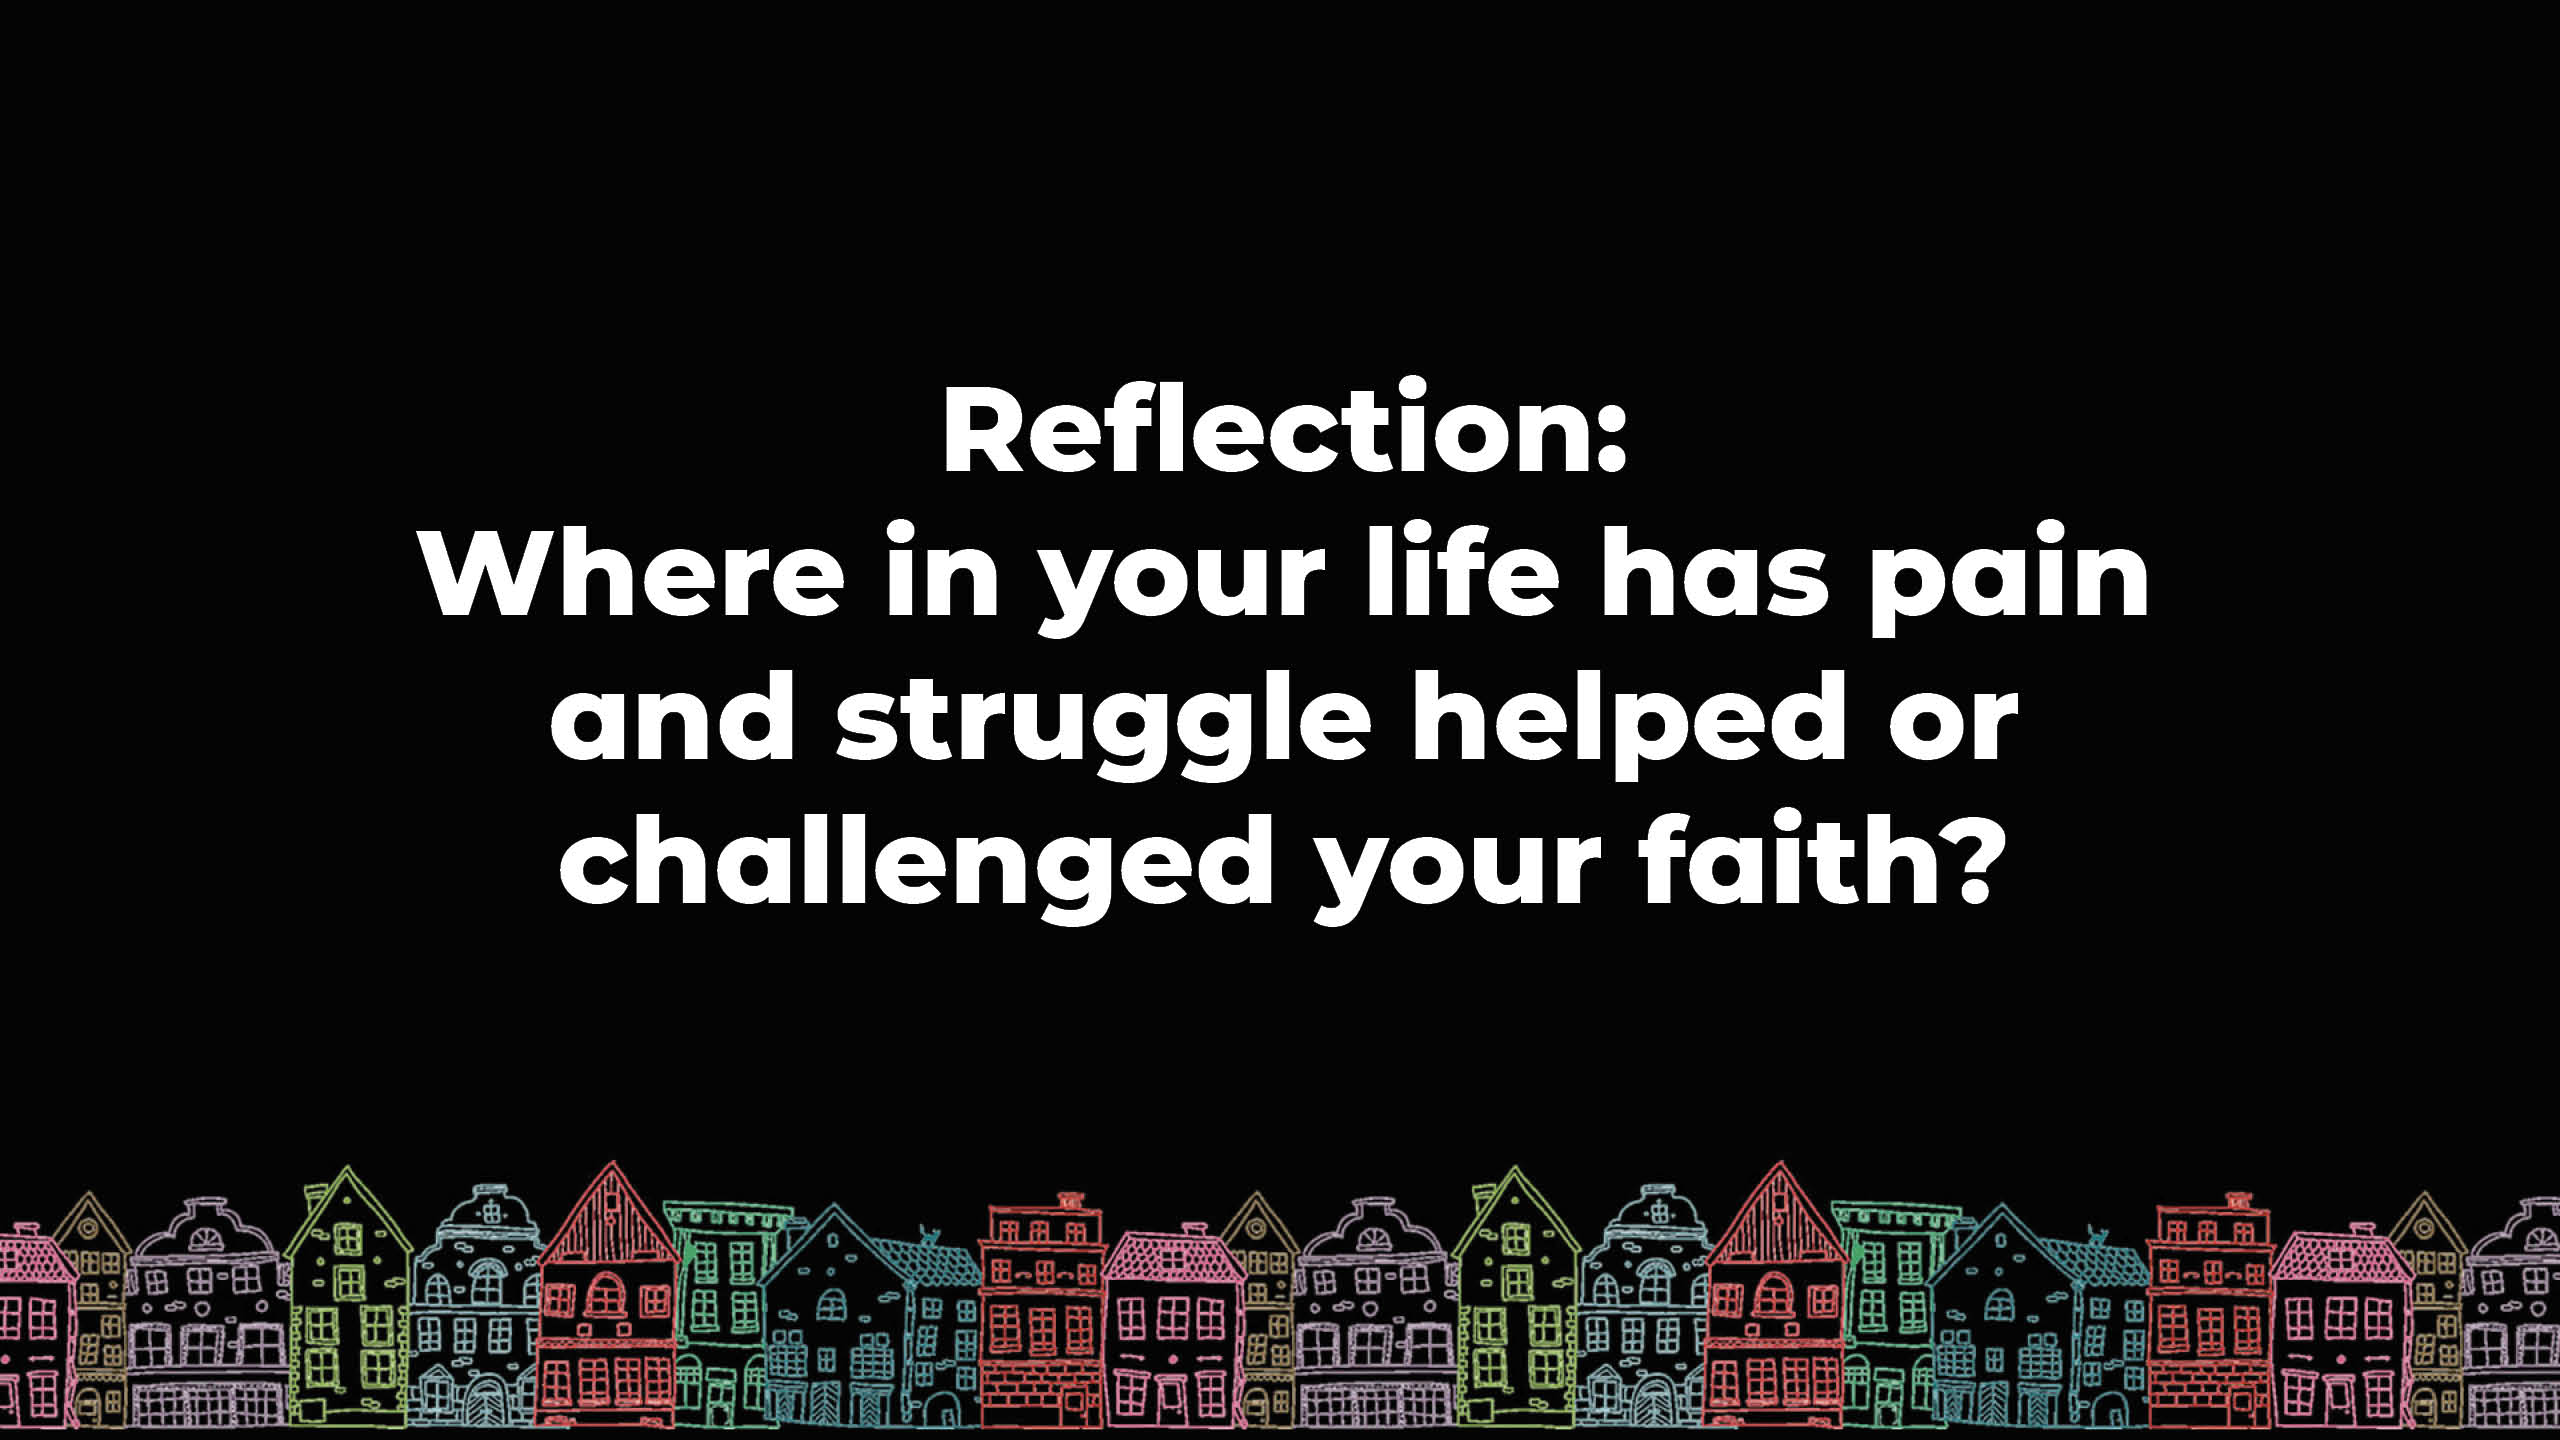 Reflection:
Where in your life has pain
and struggle helped or
challenged your faith?